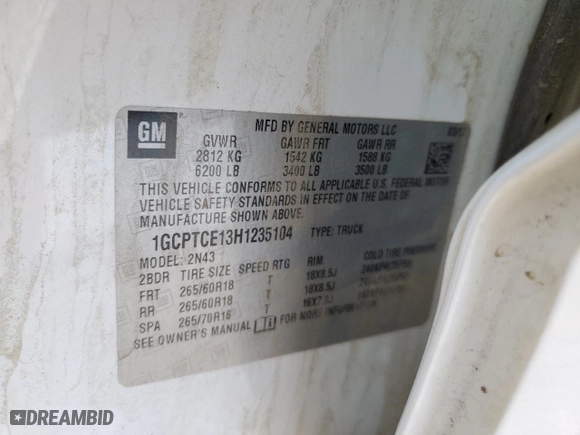 GM
MFD BY GENERAL MOTORS LLC
GVWR GAWR FRT GAWR RR
2812 KG 1542 KG 1588 KG
6200 LB 3400 LB 3500 LB
THIS VEHICLE CONFORMS TO ALL APPLICABLE U.S. FEDERAL MOTOR
VEHICLE SAFETY STANDARDS IN EFFECT ON THE DATE OF
MANUFACTURE SHOWN ABOVE.
1GCPTCE13H1235104 TYPE: TRUCK
MODEL: 2N43
2BDR TIRE SIZE SPEED RTG RIM COLD TIRE PRESSURE
FRT 265/60R18 T 18X8.5J
RR 265/60R18 T 18X8.5J
SPA 265/70R16 T
SEE OWNER'S MANUAL FOR MORE INFORMATION
DREAMBID